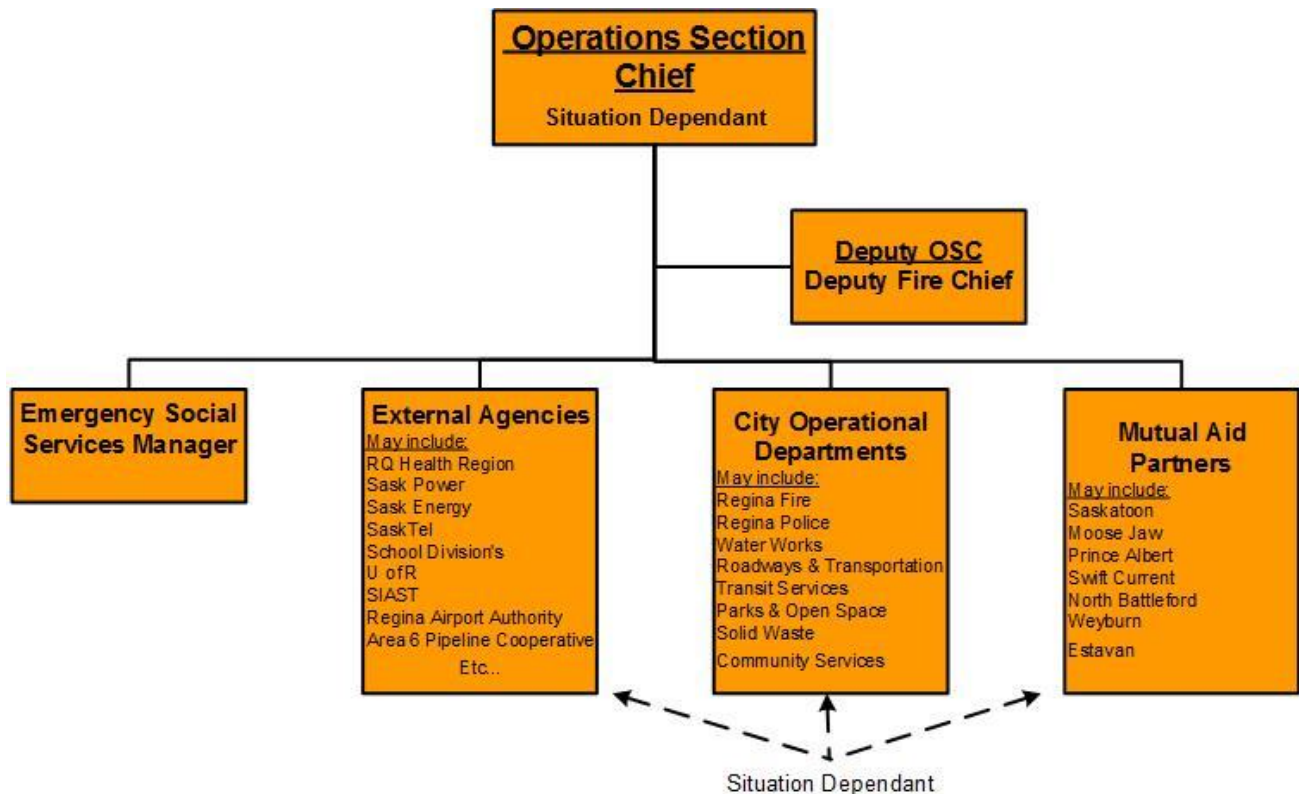 Operations Section
Chief
Situation Dependant
Deputy OSC
Deputy Fire Chief
Emergency Social
Services Manager
External Agencies
May include:
RQ Health Region
Sask Power
Sask Energy
SaskTel
School Division's
U of R
SIAST
Regina Airport Authority
Area 6 Pipeline Cooperative
Etc...
City Operational
Departments
May include:
Regina Fire
Regina Police
Water Works
Roadways & Transportation
Transit Services
Parks & Open Space
Solid Waste
Community Services
Mutual Aid
Partners
May include:
Saskatoon
Moose Jaw
Prince Albert
Swift Current
North Battleford
Weyburn
Estavan
Situation Dependant